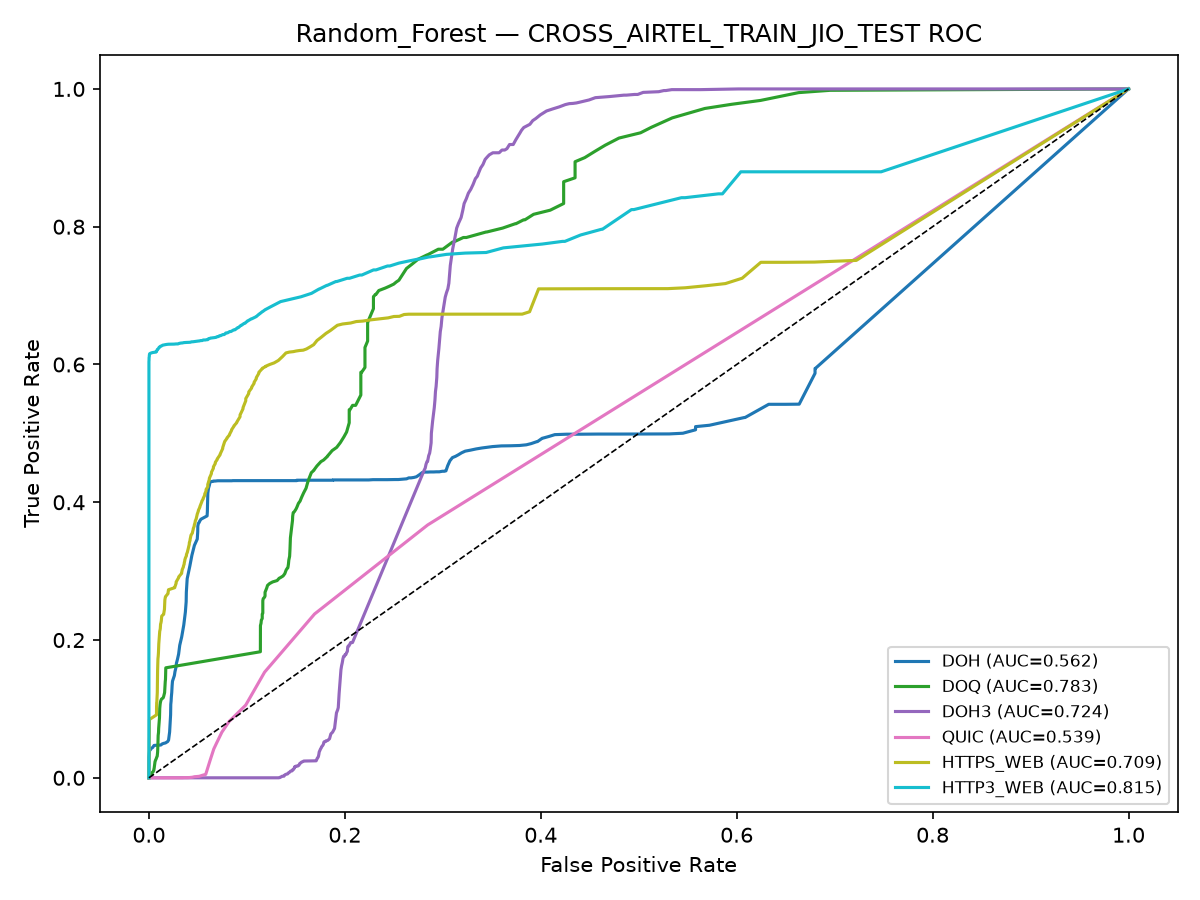 Random_Forest — CROSS_AIRTEL_TRAIN_JIO_TEST ROC
True Positive Rate
1.0
0.8
0.6
0.4
0.2
0.0
DOH (AUC=0.562)
DOQ (AUC=0.783)
DOH3 (AUC=0.724)
QUIC (AUC=0.539)
HTTPS_WEB (AUC=0.709)
HTTP3_WEB (AUC=0.815)
0.0 0.2 0.4 0.6 0.8 1.0
False Positive Rate